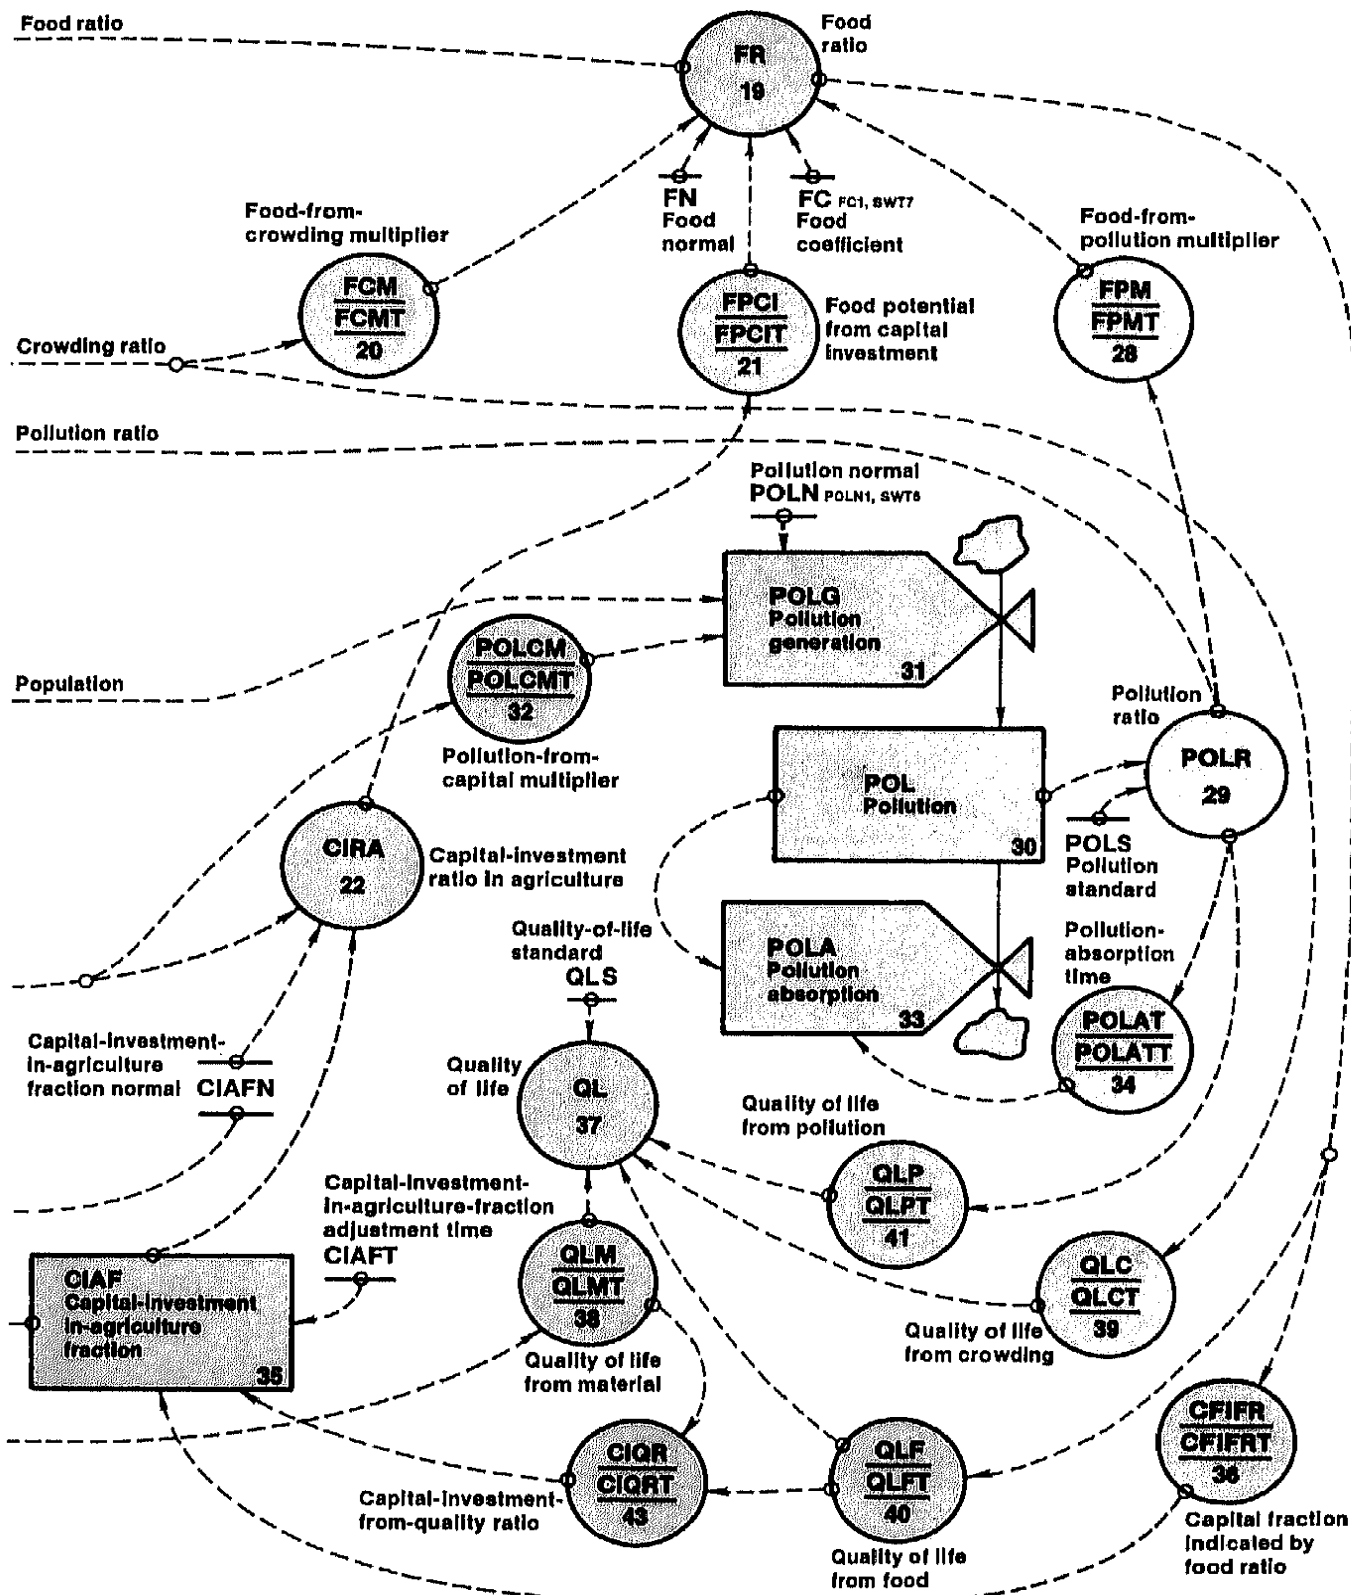 Food ratio
FR
19
Food
ratio
FN
Food
normal
FC FC1, SWT7
Food
coefficient
Food-from-
crowding multiplier
FCM
FCMT
20
FPCI
FPCIT
21
Food potential
from capital
investment
Food-from-
pollution multiplier
FPM
FPMT
28
Crowding ratio
Pollution ratio
Pollution normal
POLN POLN1, SWT6
POLG
Pollution
generation
31
POLCM
POLCMT
32
Pollution-from-
capital multiplier
Population
POL
Pollution
30
Pollution
ratio
POLR
29
POLS
Pollution
standard
CIRA
22
Capital-investment
ratio in agriculture
Quality-of-life
standard
QLS
POLA
Pollution
absorption
33
Pollution-
absorption
time
POLAT
POLATT
34
Capital-investment-
in-agriculture
fraction normal
CIAFN
Quality
of life
QL
37
Quality of life
from pollution
QLP
QLPT
41
Capital-investment-
in-agriculture-fraction
adjustment time
CIAFT
CIAF
Capital-investment
in-agriculture
fraction
35
QLM
QLMT
38
Quality of life
from material
QLC
QLCT
39
Quality of life
from crowding
CIQR
CIQRT
43
Capital-investment-
from-quality ratio
QLF
QLFT
40
Quality of life
from food
CFIFR
CFIFRT
36
Capital fraction
indicated by
food ratio